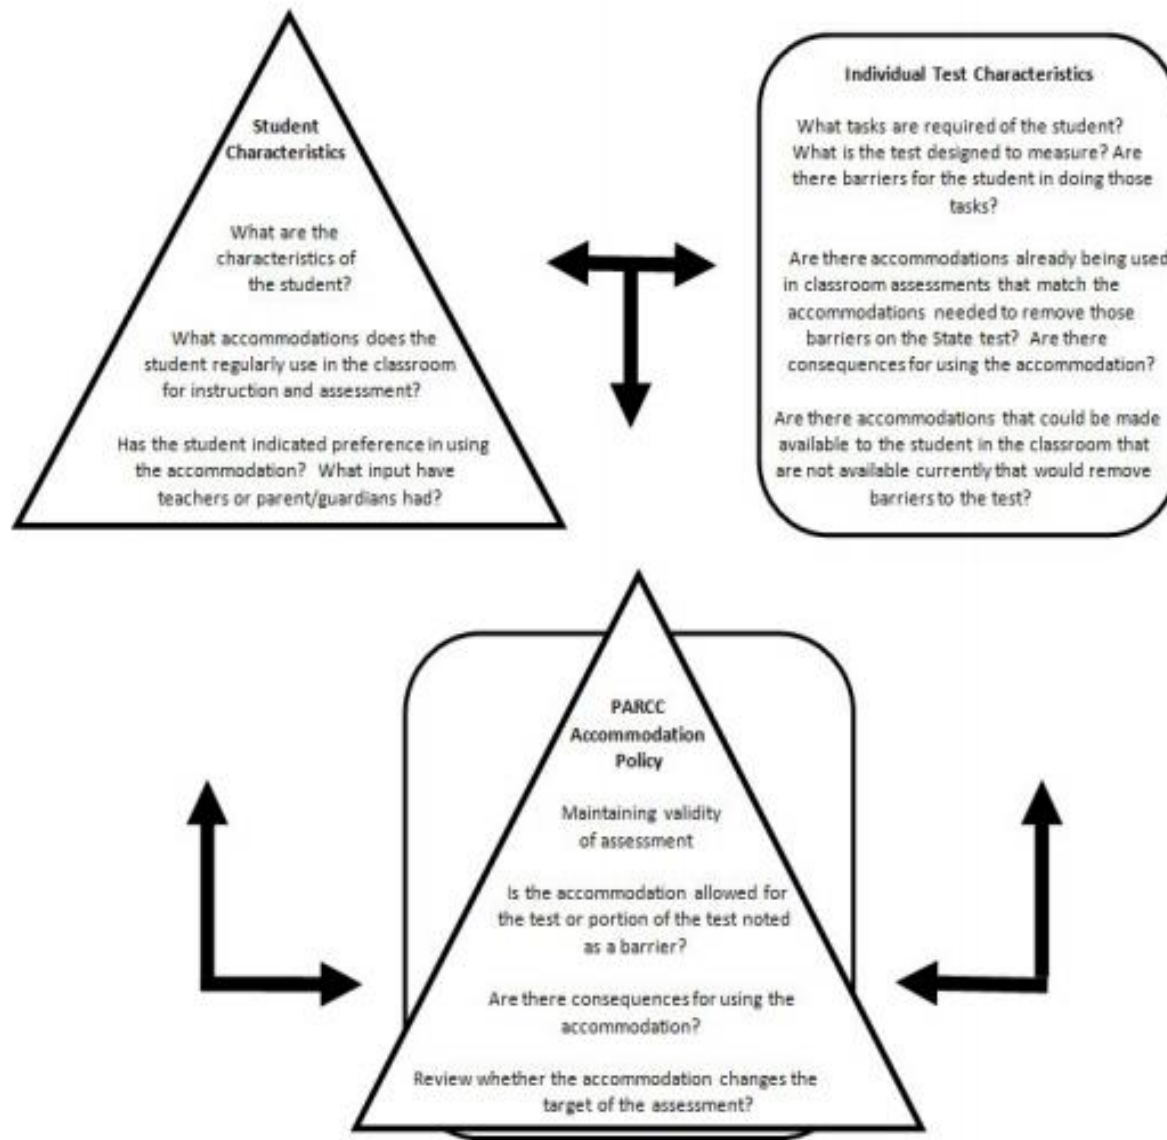 Student
Characteristics
What are the
characteristics of
the student?
What accommodations does the
student regularly use in the classroom
for instruction and assessment?
Has the student indicated preference in using
the accommodation? What input have
teachers or parent/guardians had?
Individual Test Characteristics
What tasks are required of the student?
What is the test designed to measure? Are
there barriers for the student in doing those
tasks?
Are there accommodations already being used
in classroom assessments that match the
accommodations needed to remove those
barriers on the State test? Are there
consequences for using the accommodation?
Are there accommodations that could be made
available to the student in the classroom that
are not available currently that would remove
barriers to the test?
PARCC
Accommodation
Policy
Maintaining validity
of assessment
Is the accommodation allowed for
the test or portion of the test noted
as a barrier?
Are there consequences for using the
accommodation?
Review whether the accommodation changes the
target of the assessment?